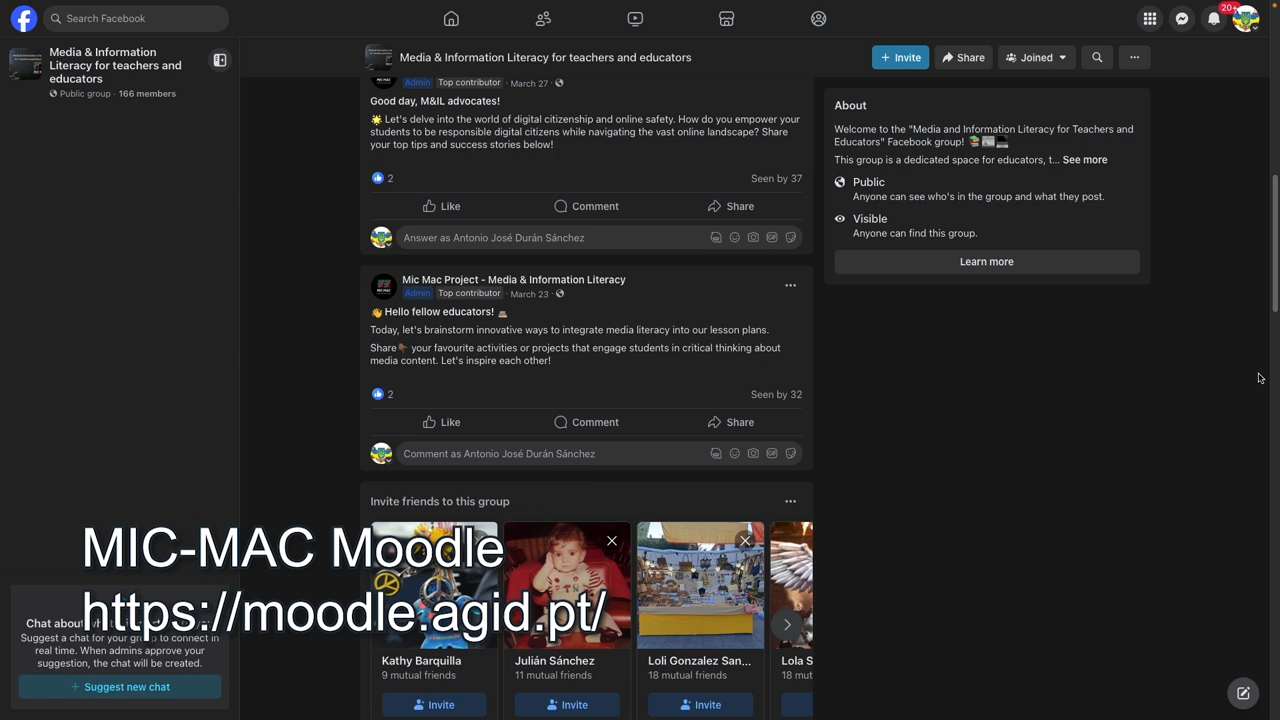 Search Facebook
20+
Media & Information
Literacy for teachers and
educators
Public group · 166 members
Media & Information Literacy for teachers and educators
+ Invite
Share
Joined
Admin Top contributor · March 27 ·
Good day, M&IL advocates!
🌟 Let's delve into the world of digital citizenship and online safety. How do you empower your
students to be responsible digital citizens while navigating the vast online landscape? Share
your top tips and success stories below!
2
Seen by 37
Like
Comment
Share
Answer as Antonio José Durán Sánchez
Mic Mac Project - Media & Information Literacy
Admin Top contributor · March 23 ·
👋 Hello fellow educators!
Today, let's brainstorm innovative ways to integrate media literacy into our lesson plans.
Share👇🏾 your favourite activities or projects that engage students in critical thinking about
media content. Let's inspire each other!
2
Seen by 32
Like
Comment
Share
Comment as Antonio José Durán Sánchez
Invite friends to this group
Kathy Barquilla
9 mutual friends
Invite
Julián Sánchez
11 mutual friends
Invite
Loli Gonzalez San...
18 mutual friends
Invite
Lola S
18 mut
About
Welcome to the "Media and Information Literacy for Teachers and
Educators" Facebook group!
This group is a dedicated space for educators, t... See more
Public
Anyone can see who's in the group and what they post.
Visible
Anyone can find this group.
Learn more
MIC-MAC Moodle
https://moodle.agid.pt/
Chat about
Suggest a chat for your group to connect in
real time. When admins approve your
suggestion, the chat will be created.
+ Suggest new chat